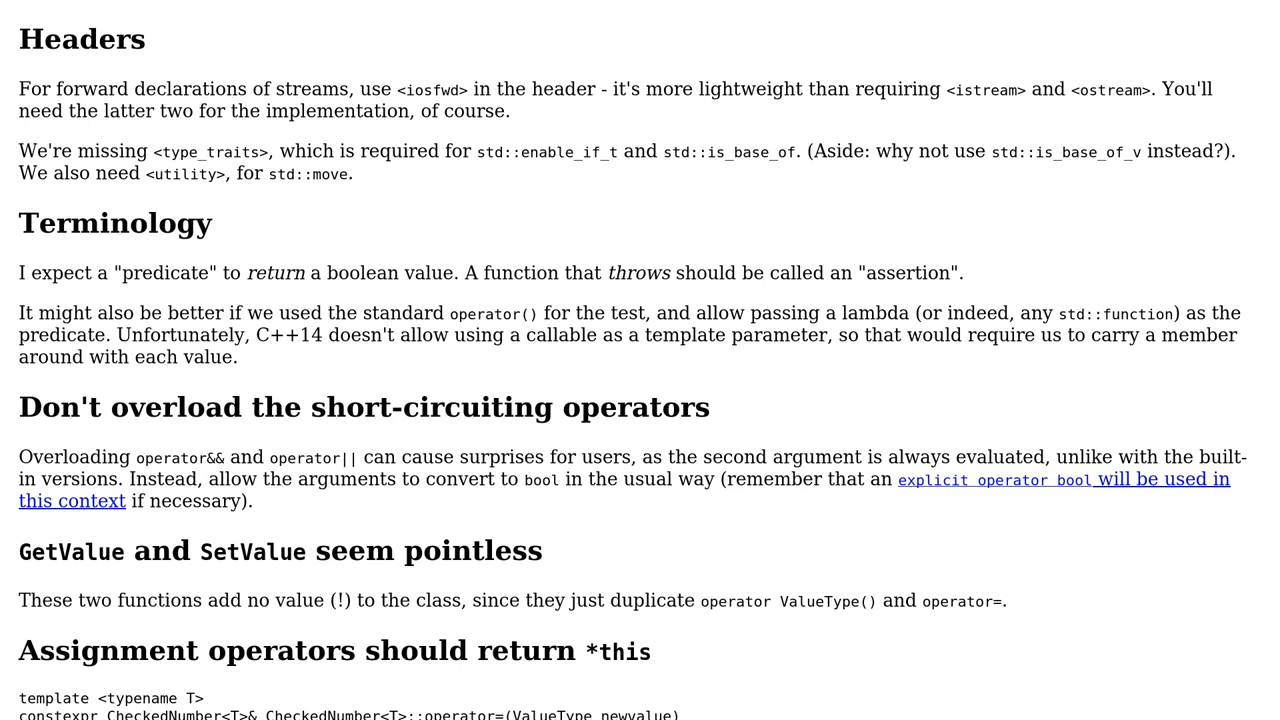 Headers
For forward declarations of streams, use <iosfwd> in the header - it's more lightweight than requiring <istream> and <ostream>. You'll
need the latter two for the implementation, of course.
We're missing <type_traits>, which is required for std::enable_if_t and std::is_base_of. (Aside: why not use std::is_base_of_v instead?).
We also need <utility>, for std::move.
Terminology
I expect a "predicate" to return a boolean value. A function that throws should be called an "assertion".
It might also be better if we used the standard operator() for the test, and allow passing a lambda (or indeed, any std::function) as the
predicate. Unfortunately, C++14 doesn't allow using a callable as a template parameter, so that would require us to carry a member
around with each value.
Don't overload the short-circuiting operators
Overloading operator&& and operator|| can cause surprises for users, as the second argument is always evaluated, unlike with the built-
in versions. Instead, allow the arguments to convert to bool in the usual way (remember that an explicit operator bool will be used in
this context if necessary).
GetValue and SetValue seem pointless
These two functions add no value (!) to the class, since they just duplicate operator ValueType() and operator=.
Assignment operators should return *this
template <typename T>
constexpr CheckedNumber<T>& CheckedNumber<T>::operator=(ValueType newvalue)